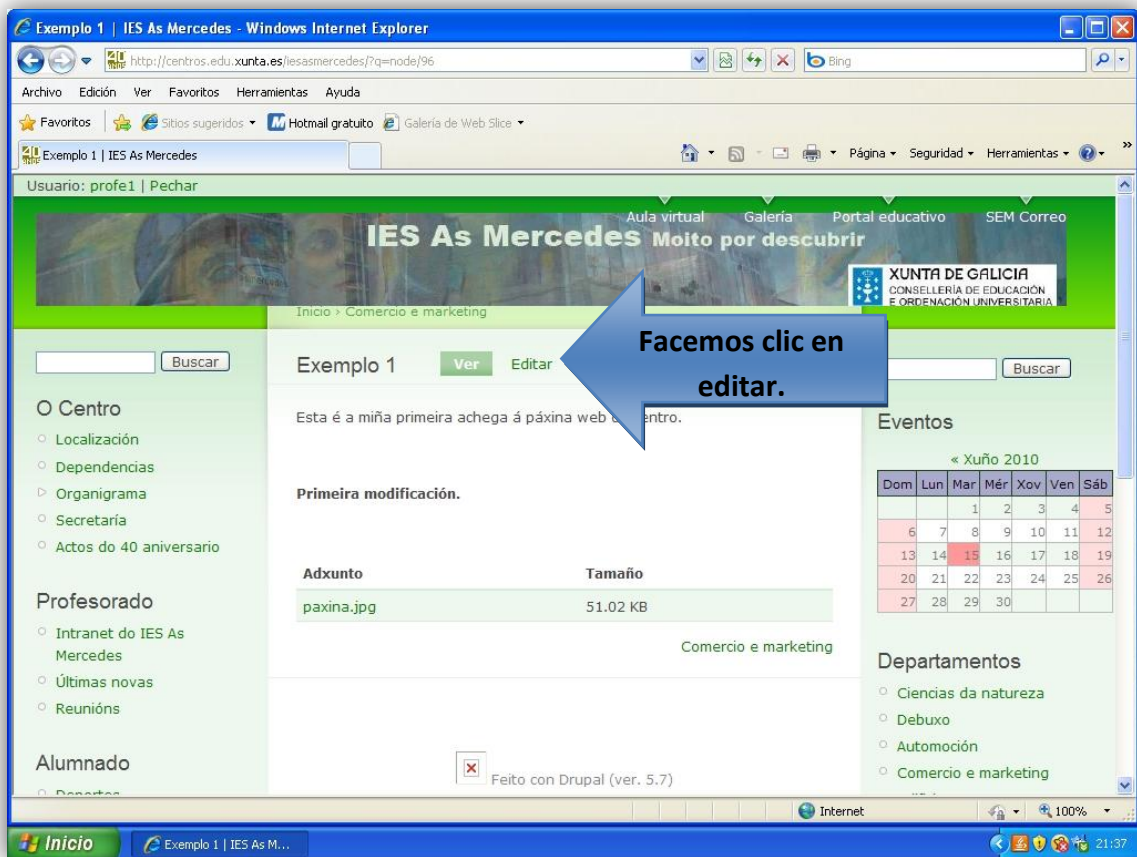 Exemplo 1 | IES As Mercedes - Windows Internet Explorer
http://centros.edu.xunta.es/iesasmercedes/?q=node/96
Bing
Archivo Edición Ver Favoritos Herramientas Ayuda
Favoritos Sitios sugeridos Hotmail gratuito Galería de Web Slice
Exemplo 1 | IES As Mercedes
Página Seguridad Herramientas »
Usuario: profe1 | Pechar
Aula virtual Galería Portal educativo SEM Correo
IES As Mercedes Moito por descubrir
XUNTA DE GALICIA
CONSELLERÍA DE EDUCACIÓN
E ORDENACIÓN UNIVERSITARIA
Inicio › Comercio e marketing
Buscar
Exemplo 1 Ver Editar
Facemos clic en
editar.
Buscar
Esta é a miña primeira achega á páxina web entro.
Primeira modificación.
Adxunto Tamaño
paxina.jpg 51.02 KB
Comercio e marketing
Feito con Drupal (ver. 5.7)
O Centro
Localización
Dependencias
Organigrama
Secretaría
Actos do 40 aniversario
Profesorado
Intranet do IES As
Mercedes
Últimas novas
Reunións
Alumnado
Eventos
« Xuño 2010
Dom Lun Mar Mér Xov Ven Sáb
1 2 3 4 5
6 7 8 9 10 11 12
13 14 15 16 17 18 19
20 21 22 23 24 25 26
27 28 29 30
Departamentos
Ciencias da natureza
Debuxo
Automoción
Comercio e marketing
Internet 100%
Inicio Exemplo 1 | IES As M... 21:37